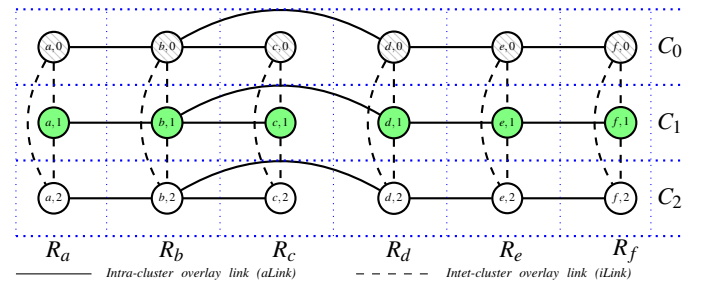 a,0 b,0 c,0 d,0 e,0 f,0 C0
a,1 b,1 c,1 d,1 e,1 f,1 C1
a,2 b,2 c,2 d,2 e,2 f,2 C2
Ra Rb Rc Rd Re Rf
Intra-cluster overlay link (aLink) Intet-cluster overlay link (iLink)